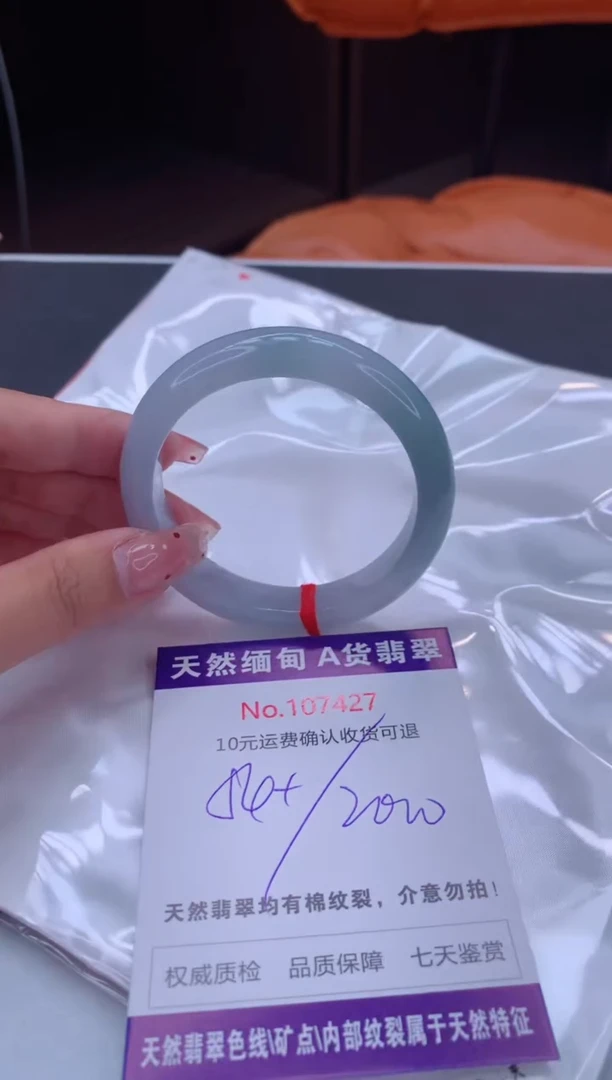 天然缅甸 A货翡翠
No.107427
10元运费确认收货可退
54+/2000
天然翡翠均有棉纹裂，介意勿拍！
权威质检 品质保障 七天鉴赏
天然翡翠色线\矿点\内部纹裂属于天然特征